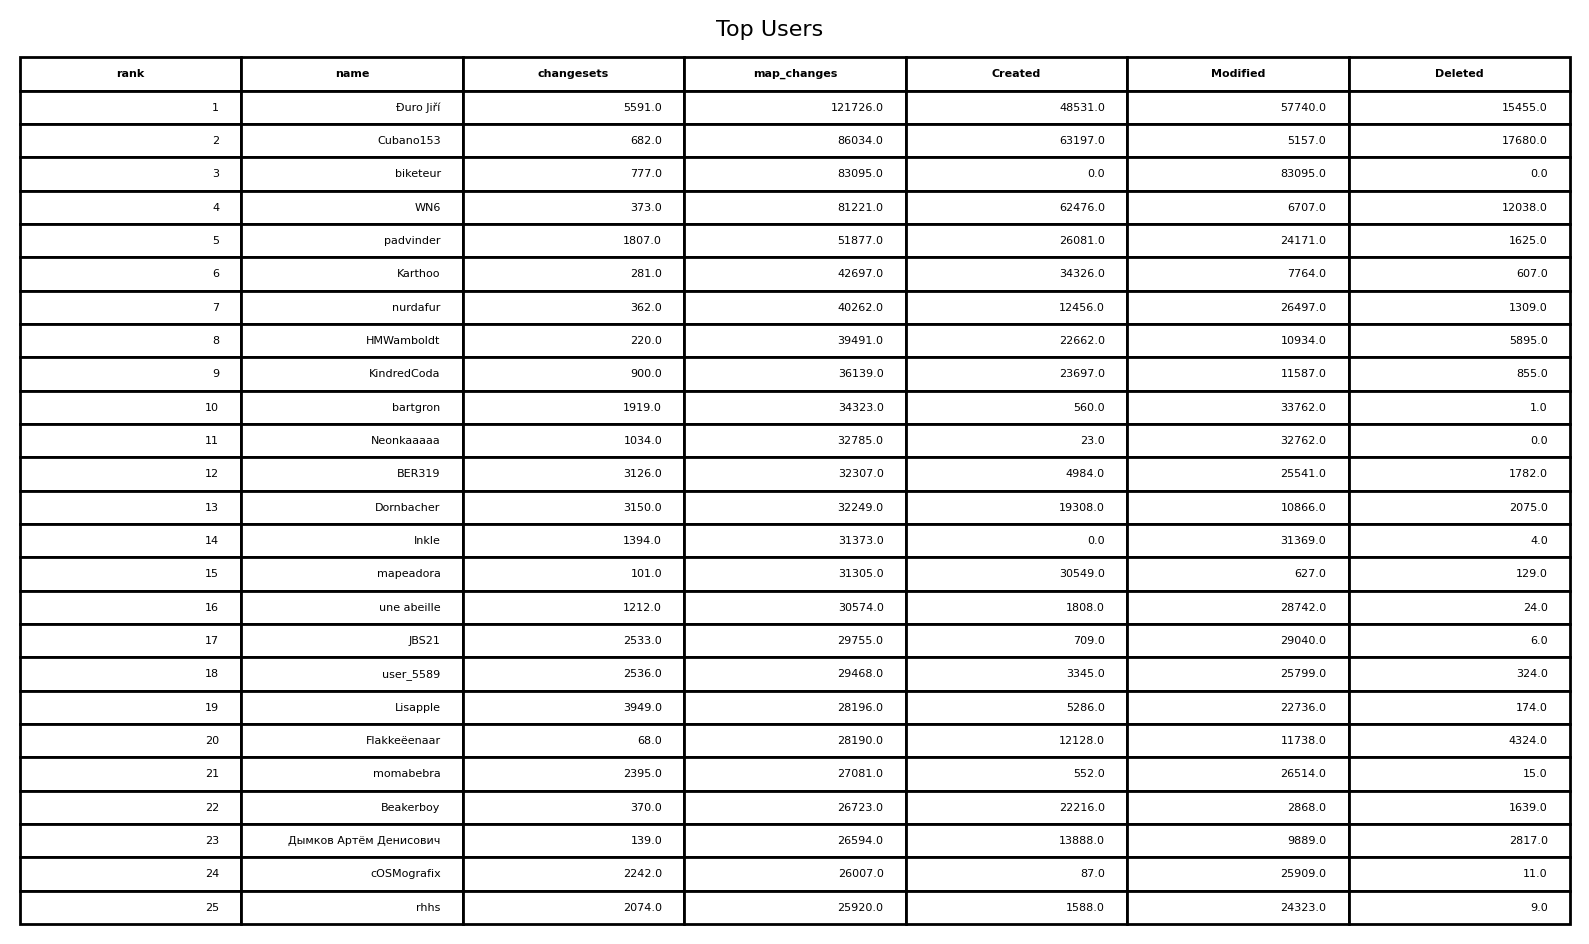 Top Users
rank name changesets map_changes Created Modified Deleted
1 Đuro Jiří 5591.0 121726.0 48531.0 57740.0 15455.0
2 Cubano153 682.0 86034.0 63197.0 5157.0 17680.0
3 biketeur 777.0 83095.0 0.0 83095.0 0.0
4 WN6 373.0 81221.0 62476.0 6707.0 12038.0
5 padvinder 1807.0 51877.0 26081.0 24171.0 1625.0
6 Karthoo 281.0 42697.0 34326.0 7764.0 607.0
7 nurdafur 362.0 40262.0 12456.0 26497.0 1309.0
8 HMWamboldt 220.0 39491.0 22662.0 10934.0 5895.0
9 KindredCoda 900.0 36139.0 23697.0 11587.0 855.0
10 bartgron 1919.0 34323.0 560.0 33762.0 1.0
11 Neonkaaaaa 1034.0 32785.0 23.0 32762.0 0.0
12 BER319 3126.0 32307.0 4984.0 25541.0 1782.0
13 Dornbacher 3150.0 32249.0 19308.0 10866.0 2075.0
14 Inkle 1394.0 31373.0 0.0 31369.0 4.0
15 mapeadora 101.0 31305.0 30549.0 627.0 129.0
16 une abeille 1212.0 30574.0 1808.0 28742.0 24.0
17 JBS21 2533.0 29755.0 709.0 29040.0 6.0
18 user_5589 2536.0 29468.0 3345.0 25799.0 324.0
19 Lisapple 3949.0 28196.0 5286.0 22736.0 174.0
20 Flakkeëenaar 68.0 28190.0 12128.0 11738.0 4324.0
21 momabebra 2395.0 27081.0 552.0 26514.0 15.0
22 Beakerboy 370.0 26723.0 22216.0 2868.0 1639.0
23 Дымков Артём Денисович 139.0 26594.0 13888.0 9889.0 2817.0
24 cOSMografix 2242.0 26007.0 87.0 25909.0 11.0
25 rhhs 2074.0 25920.0 1588.0 24323.0 9.0